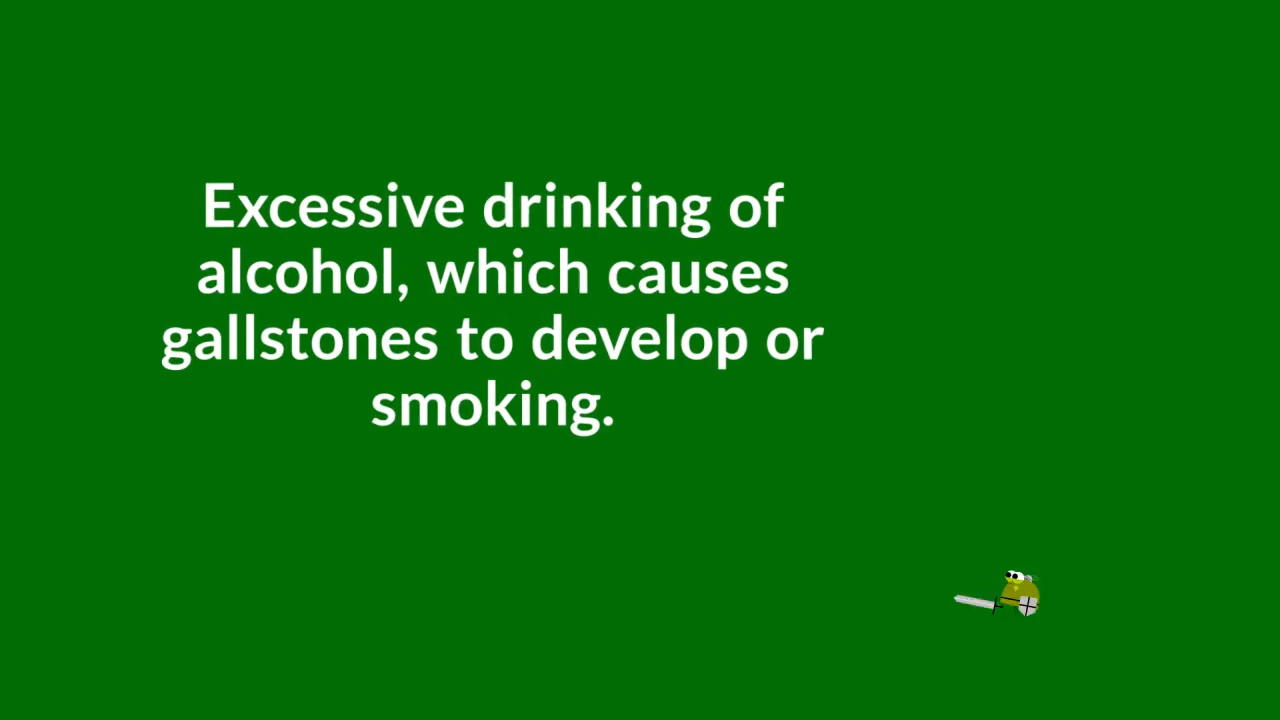 Excessive drinking of
alcohol, which causes
gallstones to develop or
smoking.